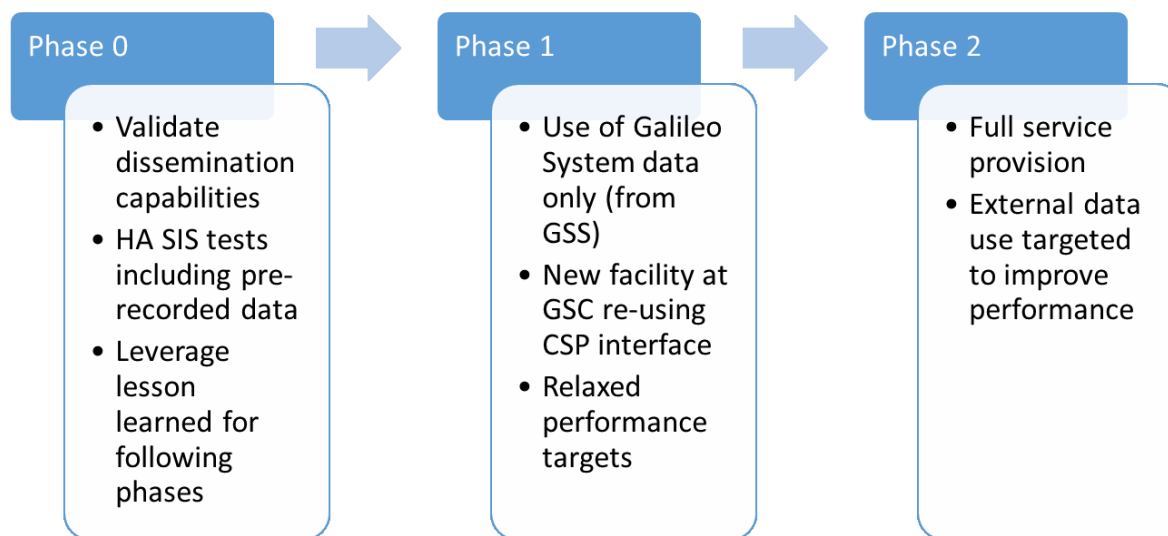 Phase 0
• Validate
dissemination
capabilities
• HA SIS tests
including pre-
recorded data
• Leverage
lesson
learned for
following
phases
Phase 1
• Use of Galileo
System data
only (from
GSS)
• New facility at
GSC re-using
CSP interface
• Relaxed
performance
targets
Phase 2
• Full service
provision
• External data
use targeted
to improve
performance